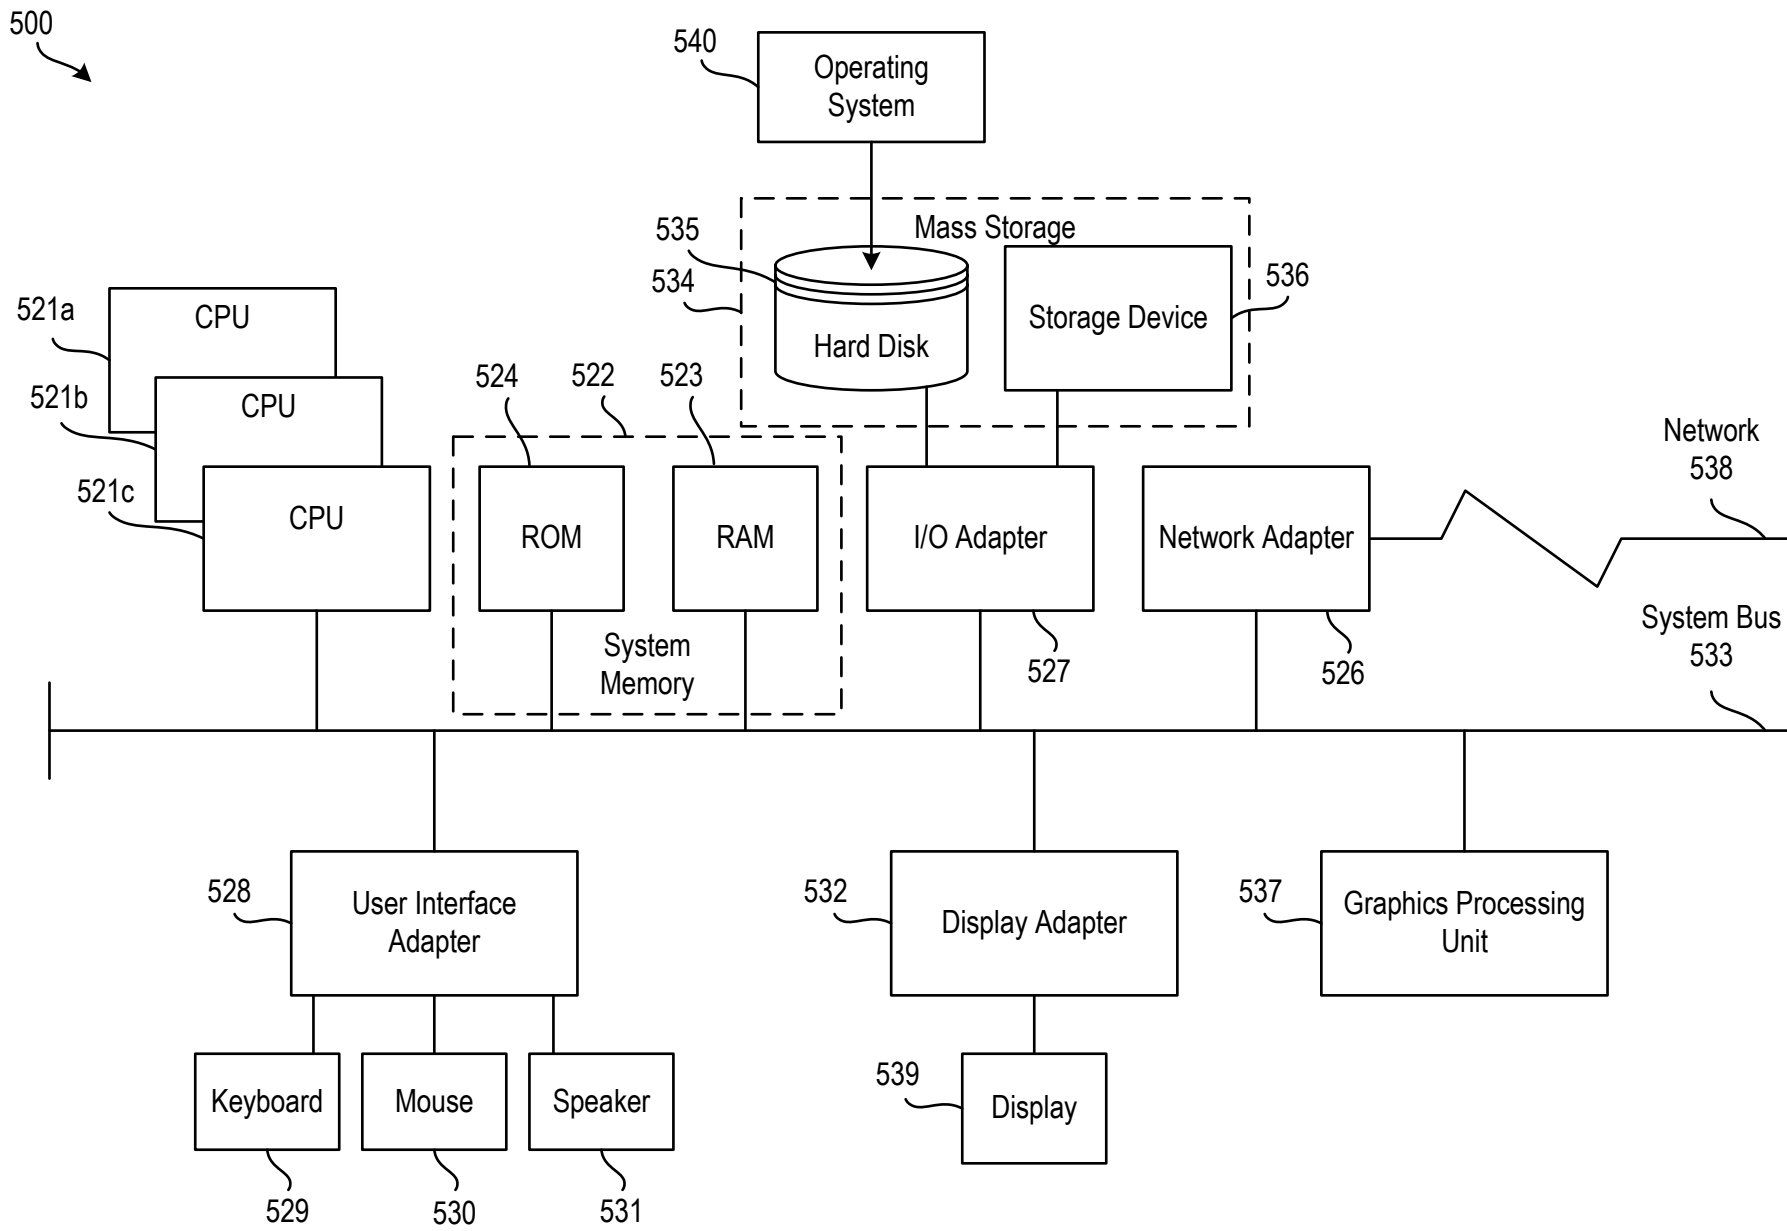 500
540
Operating
System
Mass Storage
535
534
536
Hard Disk
Storage Device
521a
CPU
521b
CPU
521c
CPU
524
522
523
ROM
RAM
I/O Adapter
Network Adapter
Network
538
System
Memory
527
526
System Bus
533
528
User Interface
Adapter
532
Display Adapter
537
Graphics Processing
Unit
Keyboard
Mouse
Speaker
539
Display
529
530
531